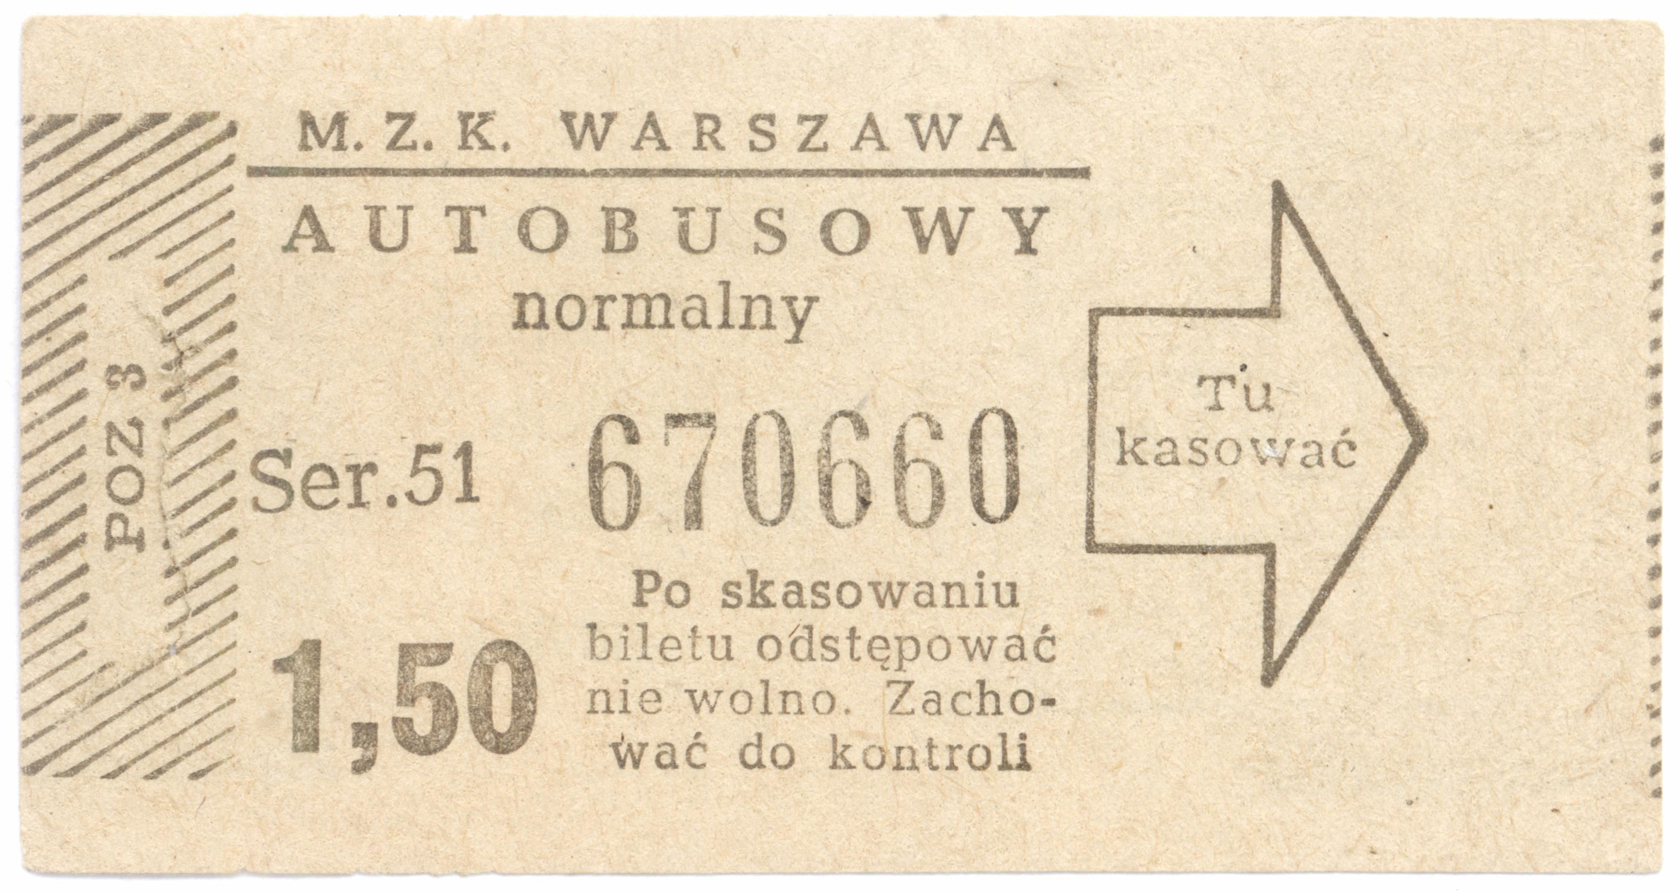 M. Z. K. WARSZAWA
AUTOBUSOWY
normalny
POZ 3
Ser.51 670660
1,50
Po skasowaniu
biletu odstępować
nie wolno. Zacho-
wać do kontroli
Tu
kasować